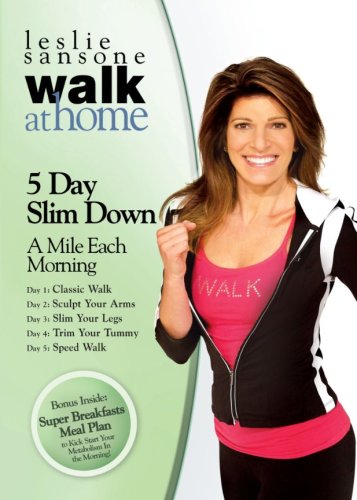 leslie
sansone
walk
at home
5 Day
Slim Down
A Mile Each
Morning
Day 1: Classic Walk
Day 2: Sculpt Your Arms
Day 3: Slim Your Legs
Day 4: Trim Your Tummy
Day 5: Speed Walk
WALK
Bonus Inside:
Super Breakfasts
Meal Plan
to Kick Start Your
Metabolism In
the Morning!